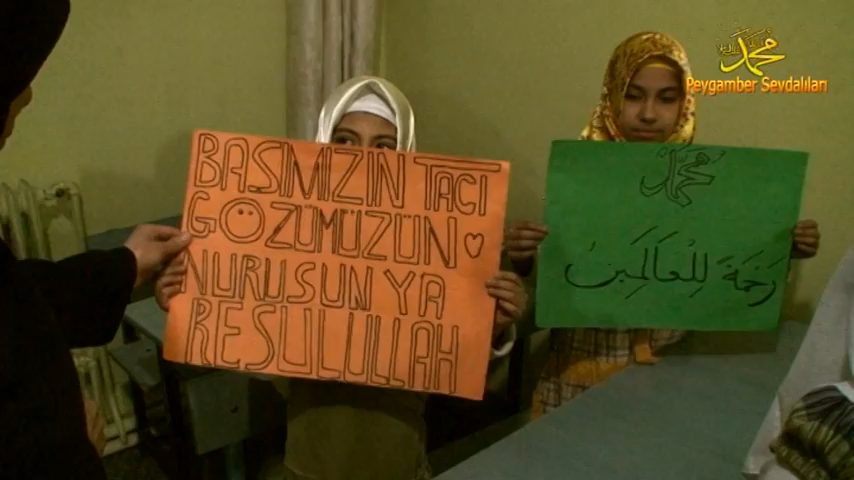 BAŞIMIZIN TACI
GÖZÜMÜZÜN
NURUSUN YA
RESULULLAH
محمد
رحمة للعالمين
محمد
Peygamber Sevdalıları